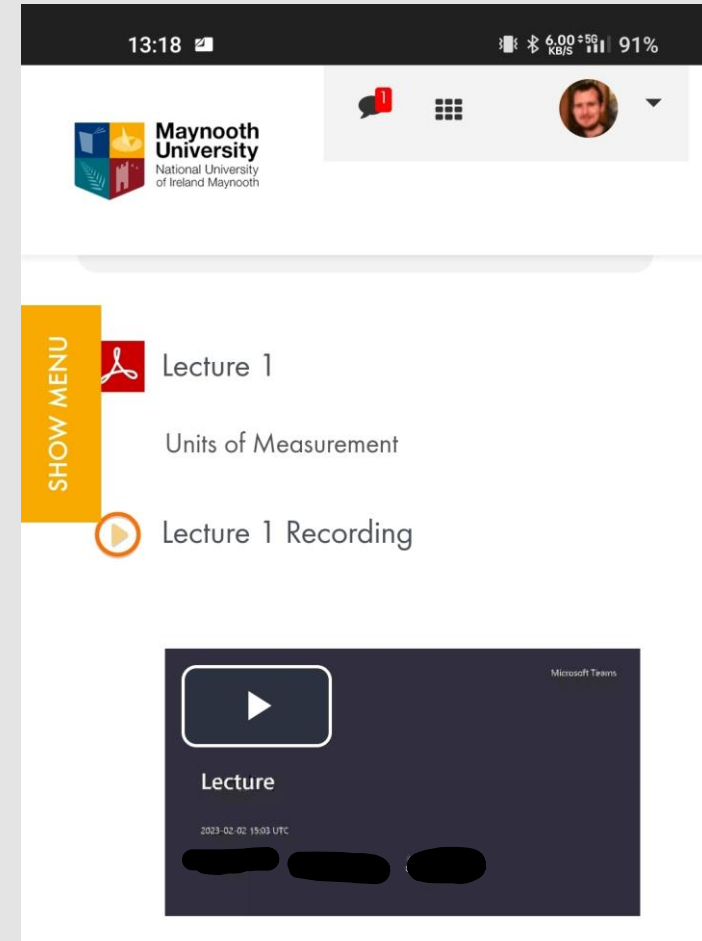 13:18
6.00 5G 91%
KB/S
1
Maynooth
University
National University
of Ireland Maynooth
SHOW MENU
Lecture 1
Units of Measurement
Lecture 1 Recording
Microsoft Teams
Lecture
2023-02-02 15:03 UTC